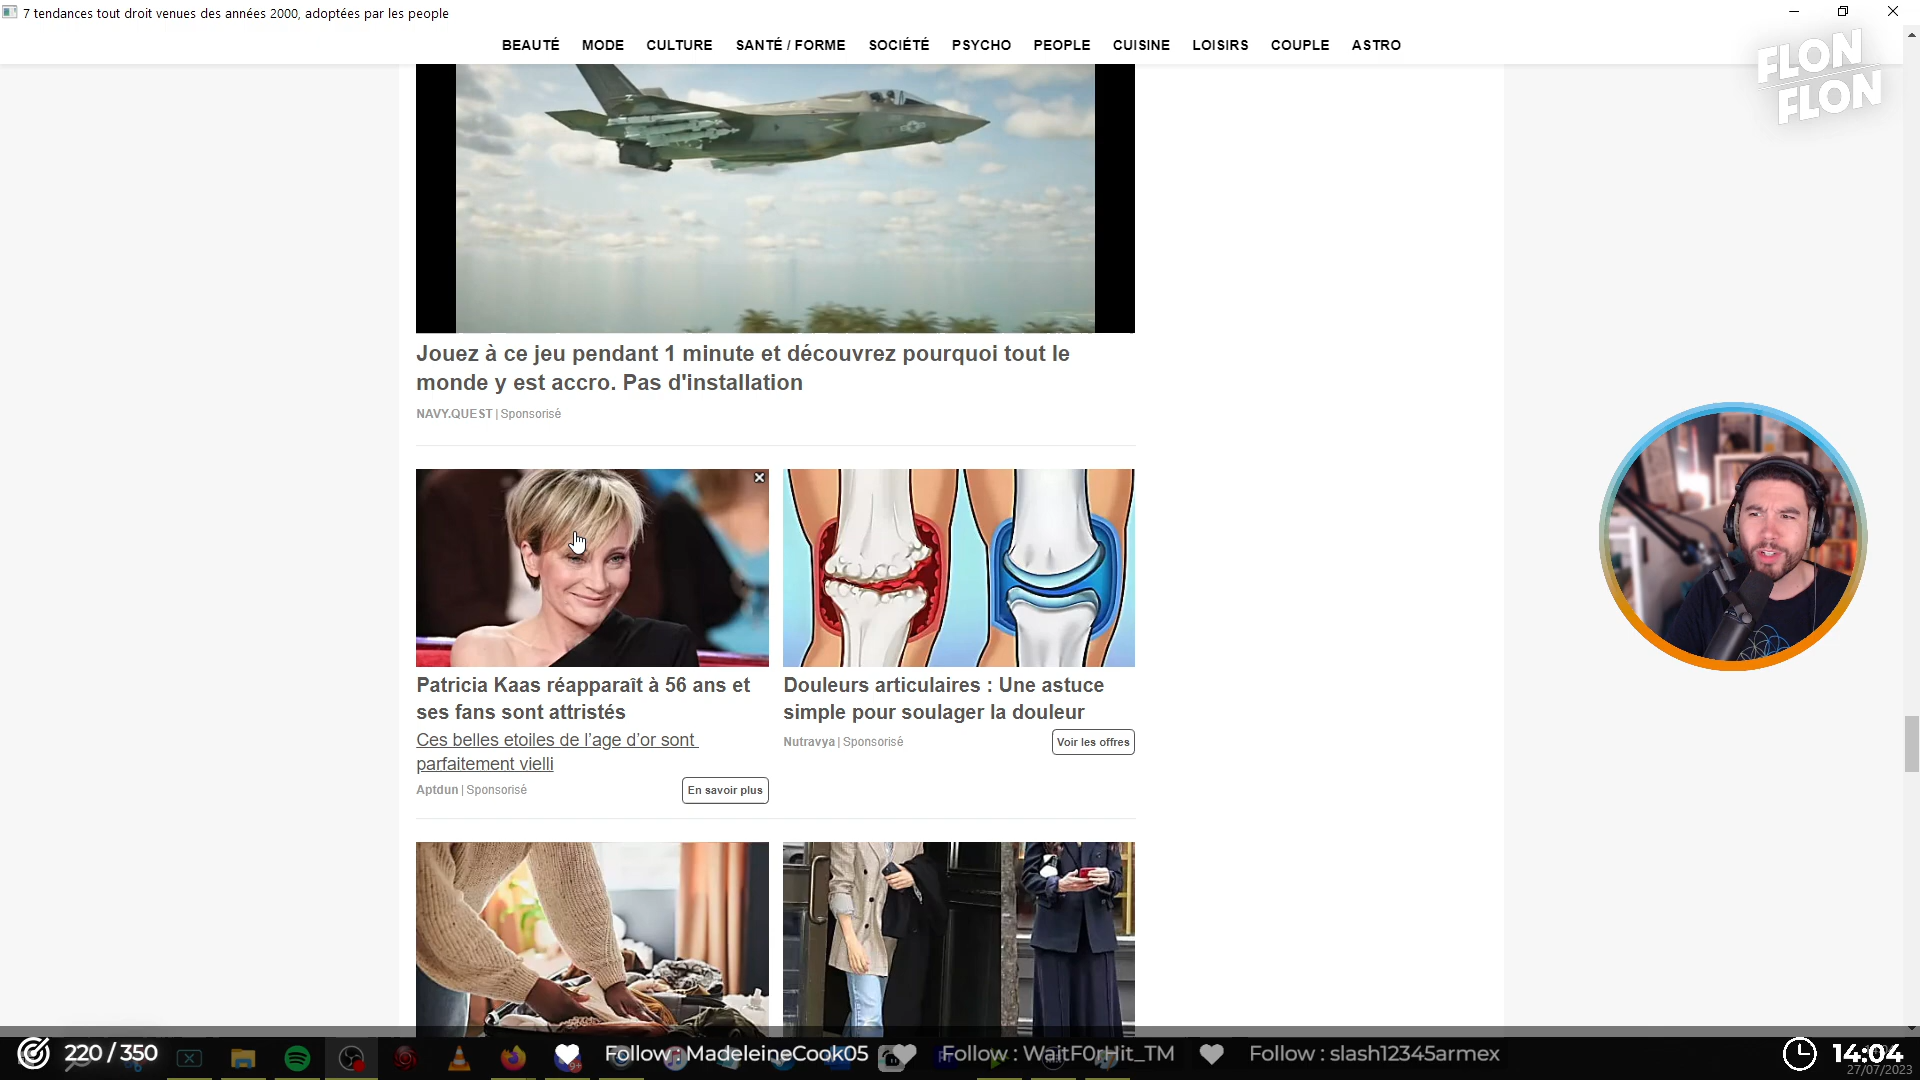 7 tendances tout droit venues des années 2000, adoptées par les people
BEAUTÉ MODE CULTURE SANTÉ / FORME SOCIÉTÉ PSYCHO PEOPLE CUISINE LOISIRS COUPLE ASTRO
FLON
FLON
Jouez à ce jeu pendant 1 minute et découvrez pourquoi tout le
monde y est accro. Pas d'installation
NAVY.QUEST | Sponsorisé
Patricia Kaas réapparaît à 56 ans et
ses fans sont attristés
Ces belles etoiles de l'age d'or sont
parfaitement vielli
Aptdun | Sponsorisé
En savoir plus
Douleurs articulaires : Une astuce
simple pour soulager la douleur
Nutravya | Sponsorisé
Voir les offres
220 / 350
Follow : MadeleineCook05
Follow : WaitF0rHit_TM
Follow : slash12345armex
14:04
27/07/2023